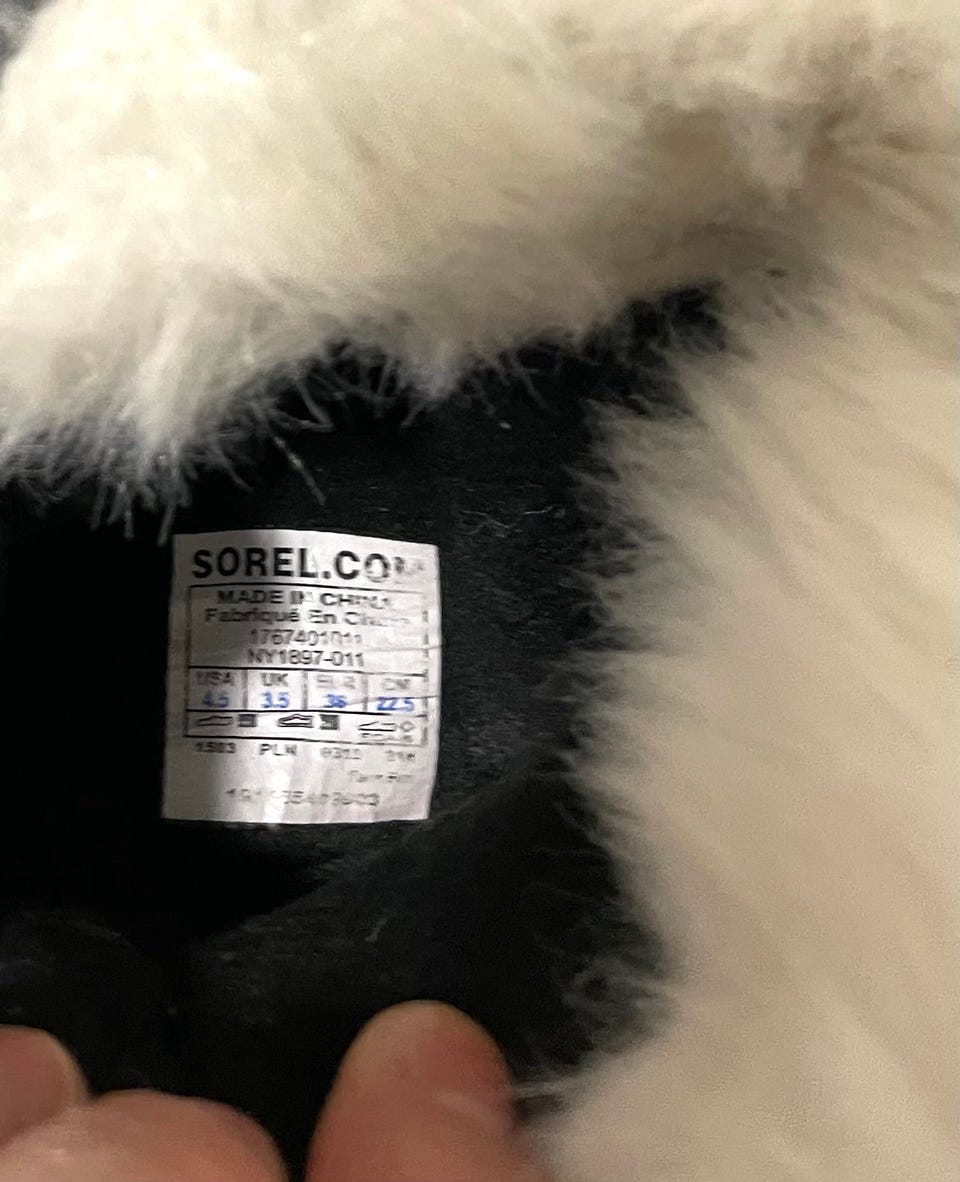 SOREL.CO
MADE IN CHINA
Fabriqué En Chine
1767401011
NY1897-011
USA UK EUR CM
4.5 3.5 36 22.5
PLN